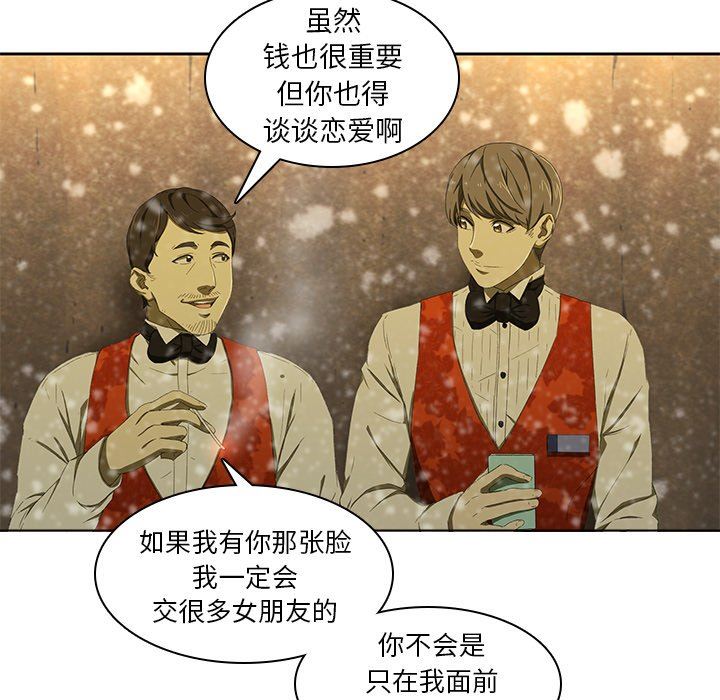 虽然
钱也很重要
但你也得
谈谈恋爱啊
如果我有你那张脸
我一定会
交很多女朋友的
你不会是
只在我面前